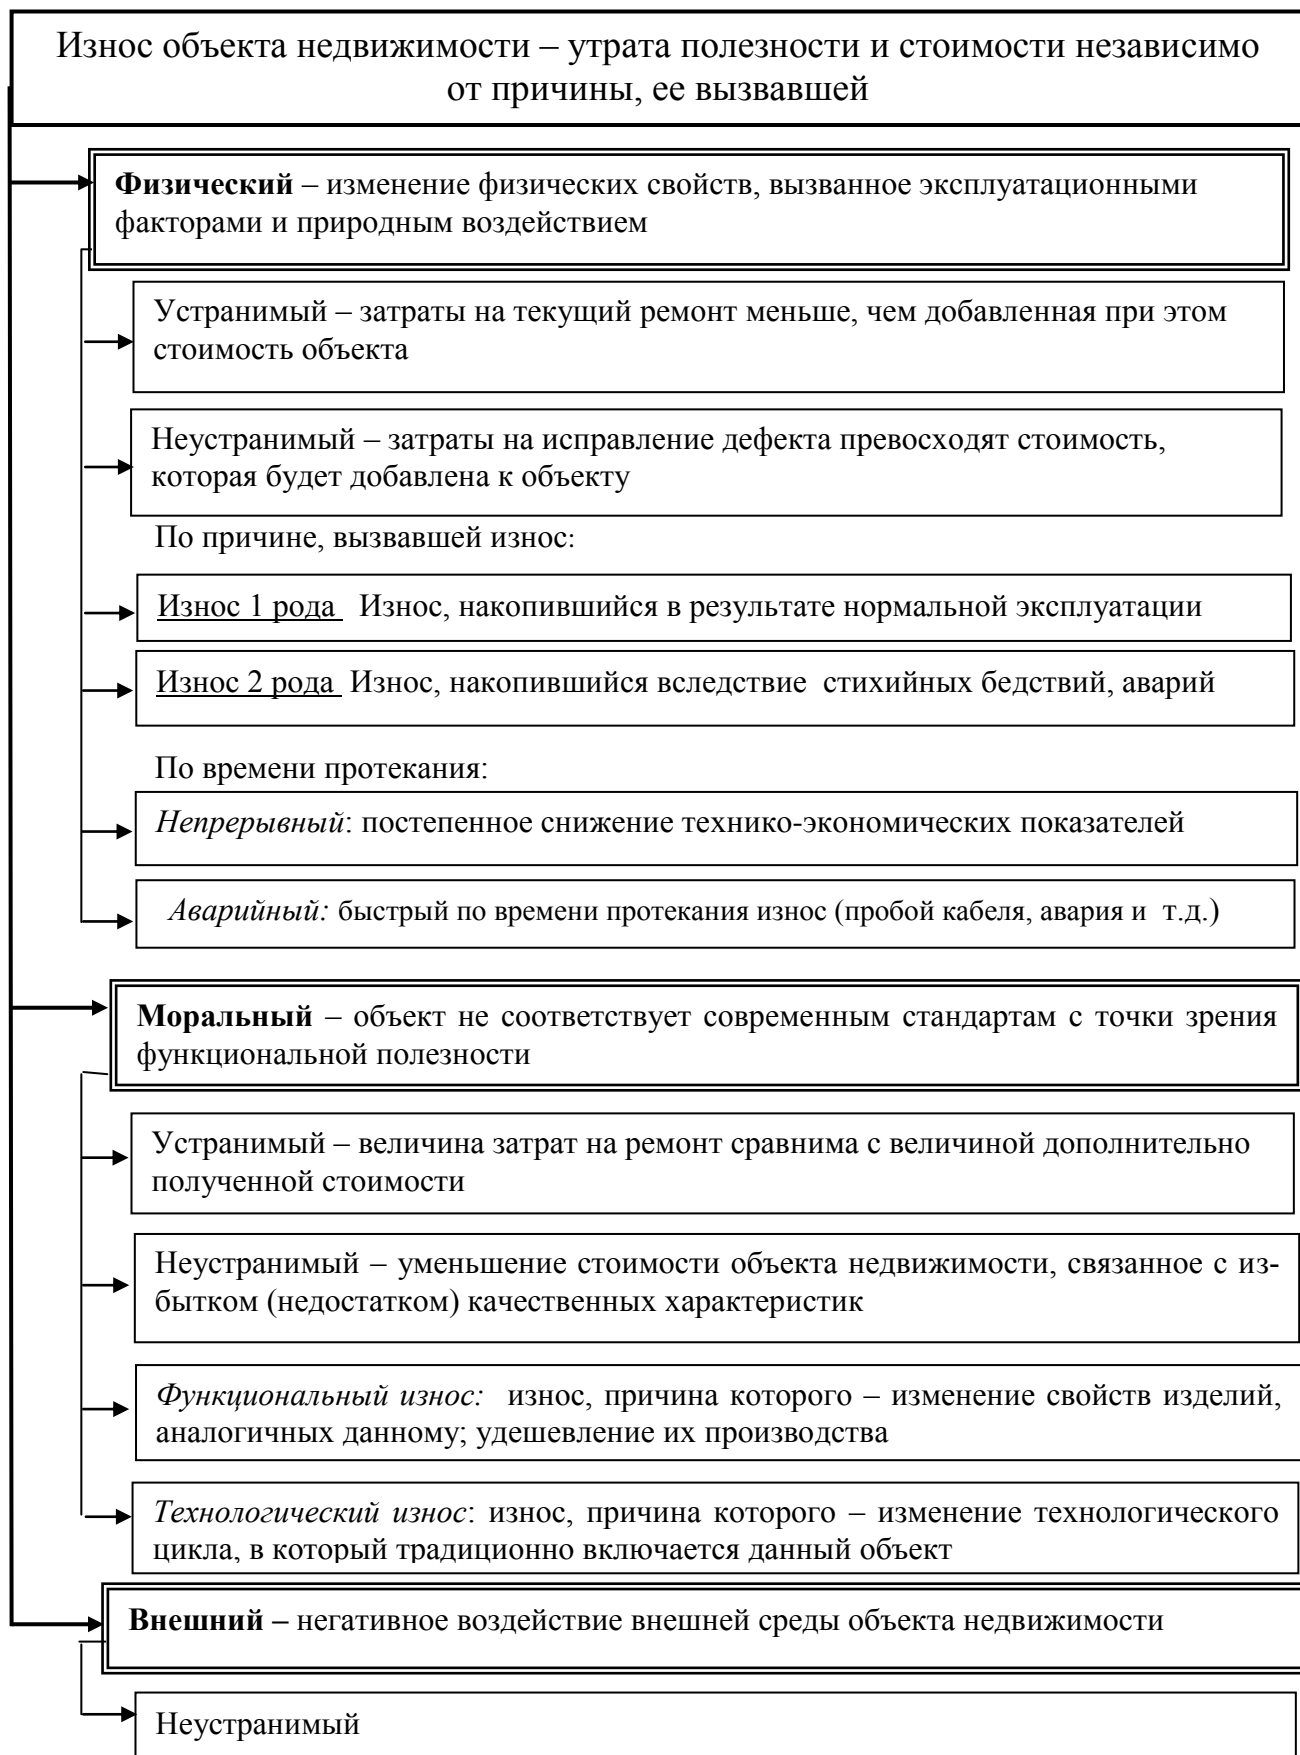 Износ объекта недвижимости – утрата полезности и стоимости независимо
от причины, ее вызвавшей
Физический – изменение физических свойств, вызванное эксплуатационными
факторами и природным воздействием
Устранимый – затраты на текущий ремонт меньше, чем добавленная при этом
стоимость объекта
Неустранимый – затраты на исправление дефекта превосходят стоимость,
которая будет добавлена к объекту
По причине, вызвавшей износ:
Износ 1 рода Износ, накопившийся в результате нормальной эксплуатации
Износ 2 рода Износ, накопившийся вследствие стихийных бедствий, аварий
По времени протекания:
Непрерывный: постепенное снижение технико-экономических показателей
Аварийный: быстрый по времени протекания износ (пробой кабеля, авария и т.д.)
Моральный – объект не соответствует современным стандартам с точки зрения
функциональной полезности
Устранимый – величина затрат на ремонт сравнима с величиной дополнительно
полученной стоимости
Неустранимый – уменьшение стоимости объекта недвижимости, связанное с из-
бытком (недостатком) качественных характеристик
Функциональный износ: износ, причина которого – изменение свойств изделий,
аналогичных данному; удешевление их производства
Технологический износ: износ, причина которого – изменение технологического
цикла, в который традиционно включается данный объект
Внешний – негативное воздействие внешней среды объекта недвижимости
Неустранимый